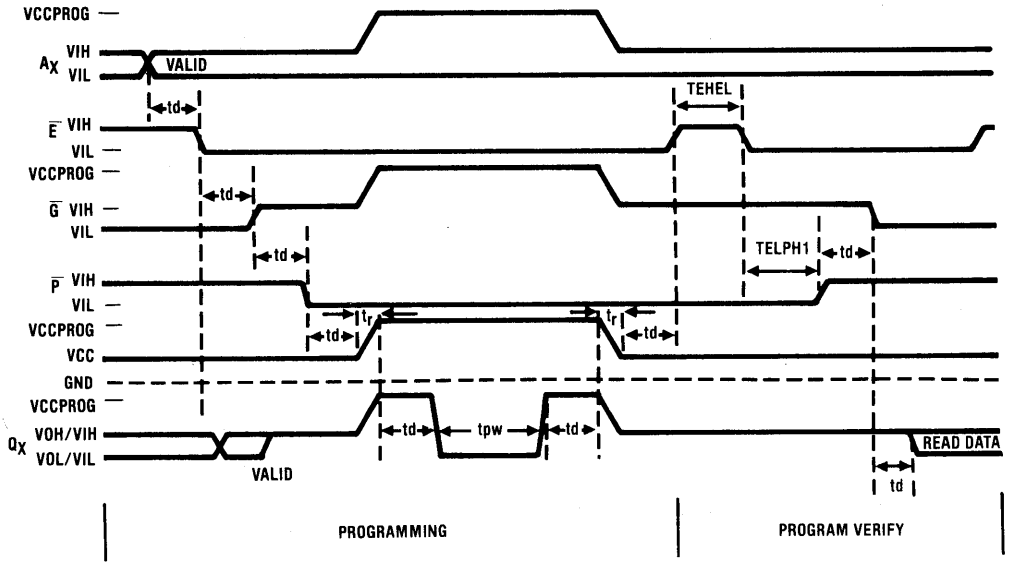 VCCPROG
AX VIH
VIL
VALID
td
TEHEL
E VIH
VIL
VCCPROG
td
G VIH
VIL
td
TELPH1
td
P VIH
VIL
tr
tr
VCCPROG
td
td
VCC
GND
VCCPROG
QX VOH/VIH
VOL/VIL
td
tpw
td
READ DATA
VALID
td
PROGRAMMING
PROGRAM VERIFY